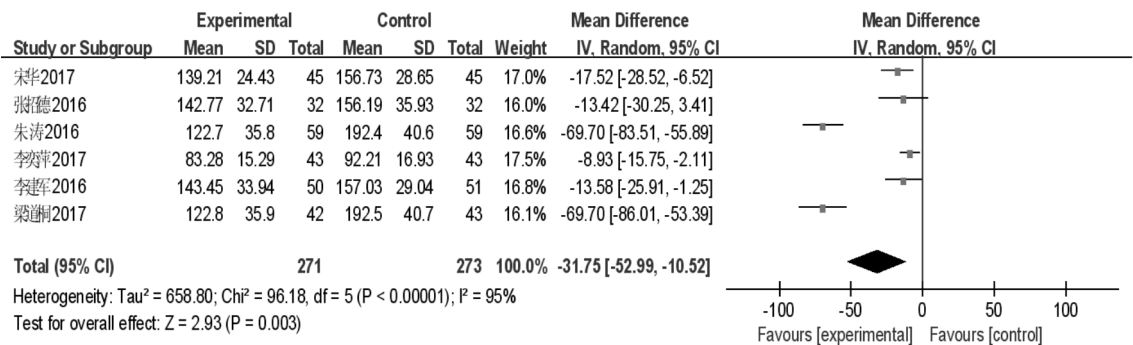 Experimental Control Mean Difference Mean Difference
Study or Subgroup Mean SD Total Mean SD Total Weight IV, Random, 95% CI IV, Random, 95% CI
宋华2017 139.21 24.43 45 156.73 28.65 45 17.0% -17.52 [-28.52, -6.52]
2016 142.77 32.71 32 156.19 35.93 32 16.0% -13.42 [-30.25, 3.41]
朱涛2016 122.7 35.8 59 192.4 40.6 59 16.6% -69.70 [-83.51, -55.89]
2017 83.28 15.29 43 92.21 16.93 43 17.5% -8.93 [-15.75, -2.11]
李建军2016 143.45 33.94 50 157.03 29.04 51 16.8% -13.58 [-25.91, -1.25]
2017 122.8 35.9 42 192.5 40.7 43 16.1% -69.70 [-86.01, -53.39]
Total (95% CI) 271 273 100.0% -31.75 [-52.99, -10.52]
Heterogeneity: Tau² = 658.80; Chi² = 96.18, df = 5 (P < 0.00001); I² = 95%
Test for overall effect: Z = 2.93 (P = 0.003)
-100 -50 0 50 100
Favours [experimental] Favours [control]